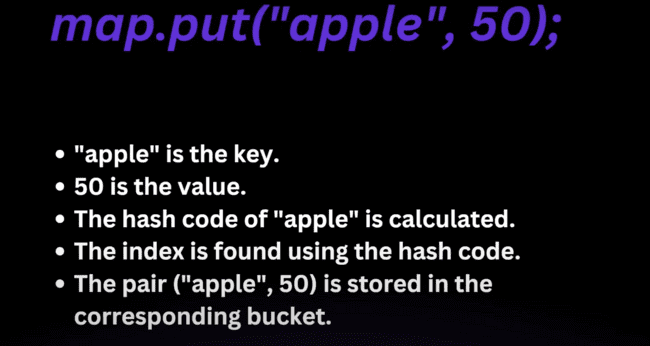 map.put("apple", 50);
• "apple" is the key.
• 50 is the value.
• The hash code of "apple" is calculated.
• The index is found using the hash code.
• The pair ("apple", 50) is stored in the
corresponding bucket.